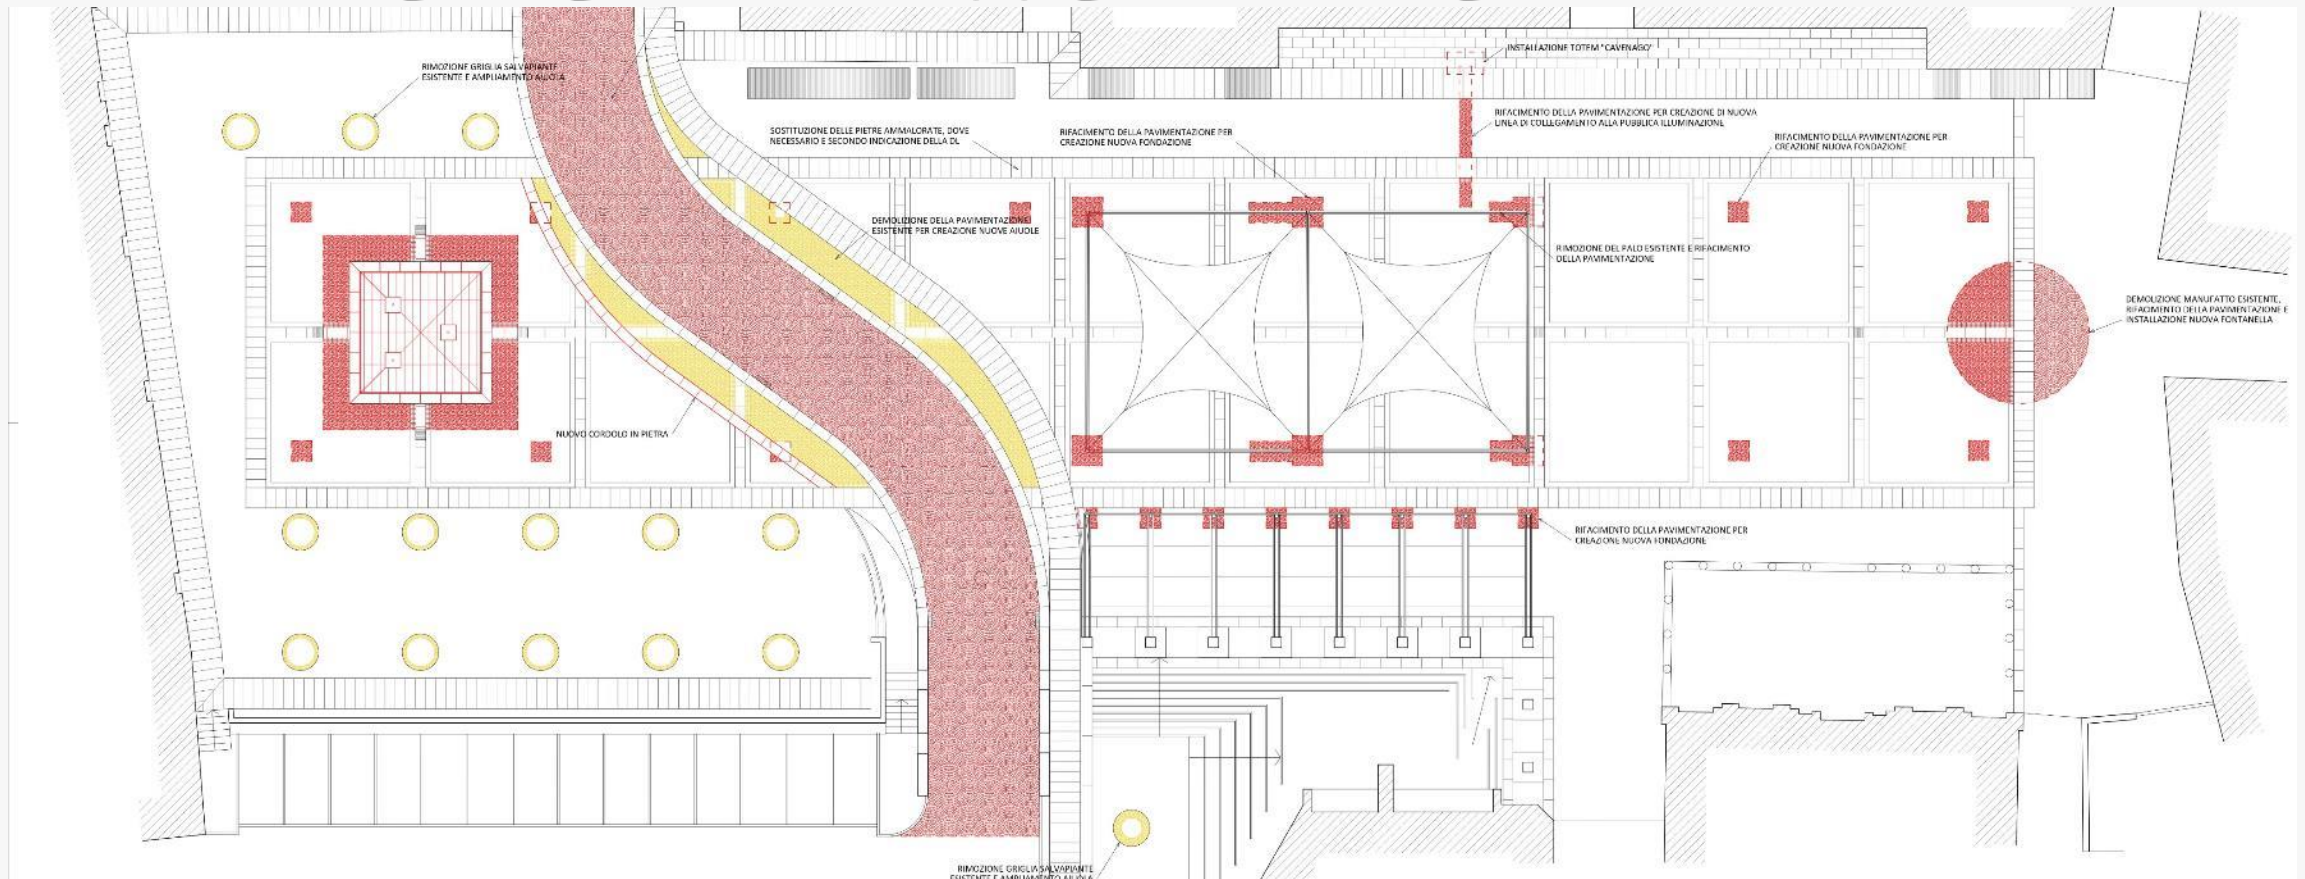 RIMOZIONE GRIGLIA SALVAPIANTE
ESISTENTE E AMPLIAMENTO AIUOLA
INSTALLAZIONE TOTEM "CAVENAGO"
SOSTITUZIONE DELLE PIETRE AMMALORATE, DOVE
NECESSARIO E SECONDO INDICAZIONE DELLA DL
RIFACIMENTO DELLA PAVIMENTAZIONE PER
CREAZIONE NUOVA FONDAZIONE
RIFACIMENTO DELLA PAVIMENTAZIONE PER CREAZIONE DI NUOVA
LINEA DI COLLEGAMENTO ALLA PUBBLICA ILLUMINAZIONE
RIFACIMENTO DELLA PAVIMENTAZIONE PER
CREAZIONE NUOVA FONDAZIONE
DEMOLIZIONE DELLA PAVIMENTAZIONE
ESISTENTE PER CREAZIONE NUOVE AIUOLE
RIMOZIONE DEL PALO ESISTENTE E RIFACIMENTO
DELLA PAVIMENTAZIONE
DEMOLIZIONE MANUFATTO ESISTENTE,
RIFACIMENTO DELLA PAVIMENTAZIONE E
INSTALLAZIONE NUOVA FONTANELLA
NUOVO CORDOLO IN PIETRA
RIFACIMENTO DELLA PAVIMENTAZIONE PER
CREAZIONE NUOVA FONDAZIONE
RIMOZIONE GRIGLIA SALVAPIANTE
ESISTENTE E AMPLIAMENTO AIUOLA